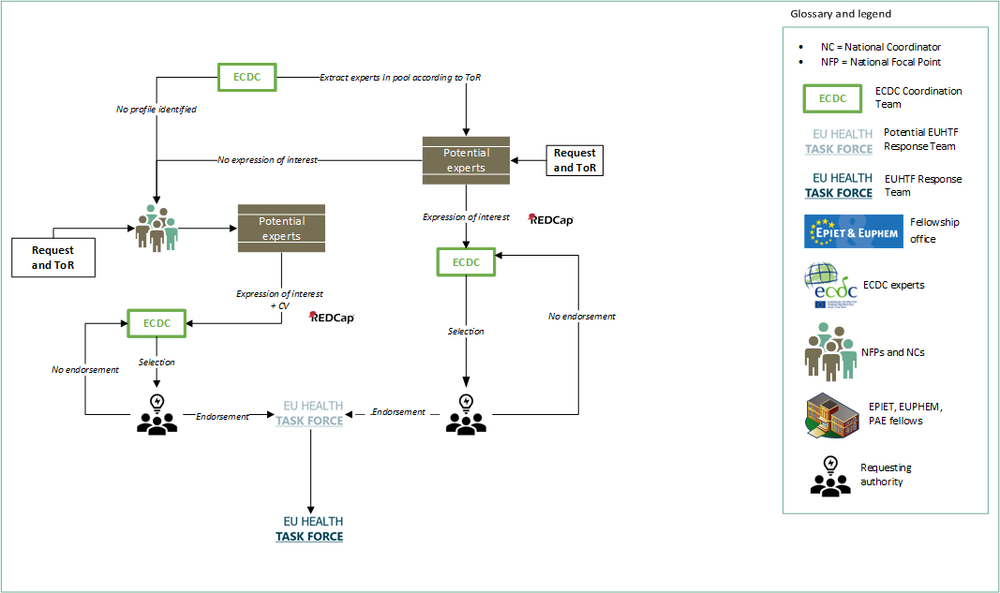 Glossary and legend
• NC = National Coordinator
• NFP = National Focal Point
ECDC
ECDC Coordination
Team
EU HEALTH
TASK FORCE
Potential EUHTF
Response Team
EU HEALTH
TASK FORCE
EUHTF Response
Team
EPIET & EUPHEM
Fellowship
office
ecdc
ECDC experts
NFPs and NCs
EPIET, EUPHEM,
PAE fellows
Requesting
authority
ECDC
Extract experts In pool according to ToR
No profile identified
Potential
experts
Request
and ToR
No expression of interest
Expression of interest
REDCap
Potential
experts
Request
and ToR
ECDC
Expression of interest
+ CV
REDCap
No endorsement
ECDC
Selection
Selection
No endorsement
Endorsement
EU HEALTH
TASK FORCE
Endorsement
EU HEALTH
TASK FORCE